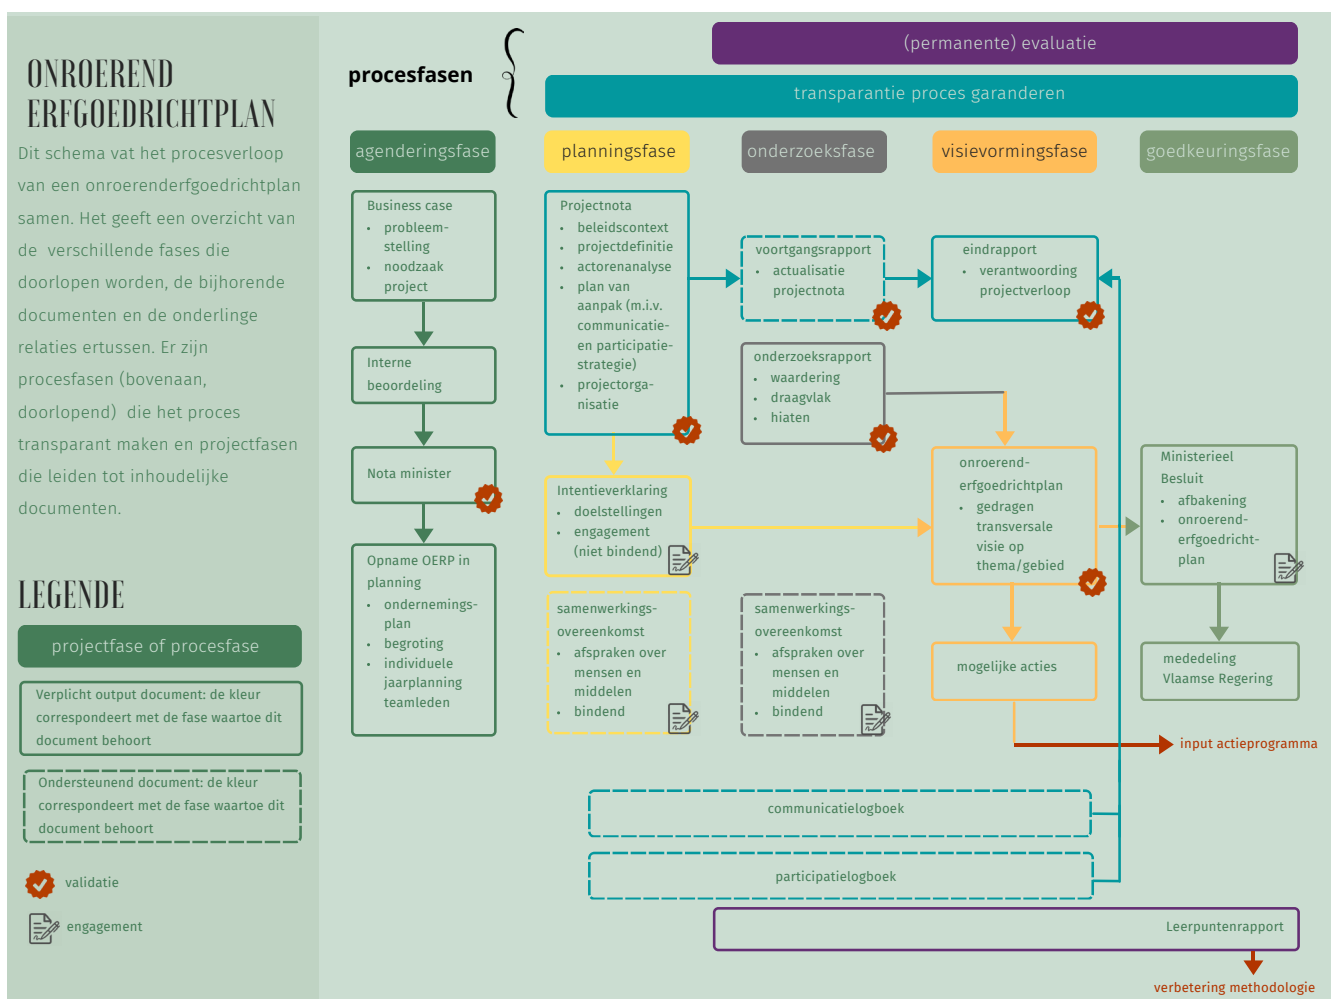 ONROEREND
ERFGOEDRICHTPLAN
Dit schema vat het procesverloop
van een onroerenderfgoedrichtplan
samen. Het geeft een overzicht van
de verschillende fases die
doorlopen worden, de bijhorende
documenten en de onderlinge
relaties ertussen. Er zijn
procesfasen (bovenaan,
doorlopend) die het proces
transparant maken en projectfasen
die leiden tot inhoudelijke
documenten.
LEGENDE
projectfase of procesfase
Verplicht output document: de kleur
correspondeert met de fase waartoe dit
document behoort
Ondersteunend document: de kleur
correspondeert met de fase waartoe dit
document behoort
validatie
engagement
procesfasen
(permanente) evaluatie
transparantie proces garanderen
agenderingsfase
planningsfase
onderzoeksfase
visievormingsfase
goedkeuringsfase
Business case
• probleem-
stelling
• noodzaak
project
Interne
beoordeling
Nota minister
Opname OERP in
planning
• ondernemings-
plan
• begroting
• individuele
jaarplanning
teamleden
Projectnota
• beleidscontext
• projectdefinitie
• actorenanalyse
• plan van
aanpak (m.i.v.
communicatie-
en participatie-
strategie)
• projectorga-
nisatie
Intentieverklaring
• doelstellingen
• engagement
(niet bindend)
samenwerkings-
overeenkomst
• afspraken over
mensen en
middelen
• bindend
voortgangsrapport
• actualisatie
projectnota
onderzoeksrapport
• waardering
• draagvlak
• hiaten
samenwerkings-
overeenkomst
• afspraken over
mensen en
middelen
• bindend
eindrapport
• verantwoording
projectverloop
onroerend-
erfgoedrichtplan
• gedragen
transversale
visie op
thema/gebied
mogelijke acties
Ministerieel
Besluit
• afbakening
• onroerend-
erfgoedricht-
plan
mededeling
Vlaamse Regering
input actieprogramma
communicatielogboek
participatielogboek
Leerpuntenrapport
verbetering methodologie